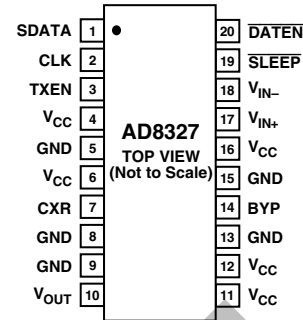 SDATA 1 20 DATEN
CLK 2 19 SLEEP
TXEN 3 18 VIN–
VCC 4 17 VIN+
GND 5 16 VCC
VCC 6 15 GND
CXR 7 14 BYP
GND 8 13 GND
GND 9 12 VCC
VOUT 10 11 VCC
AD8327
TOP VIEW
(Not to Scale)